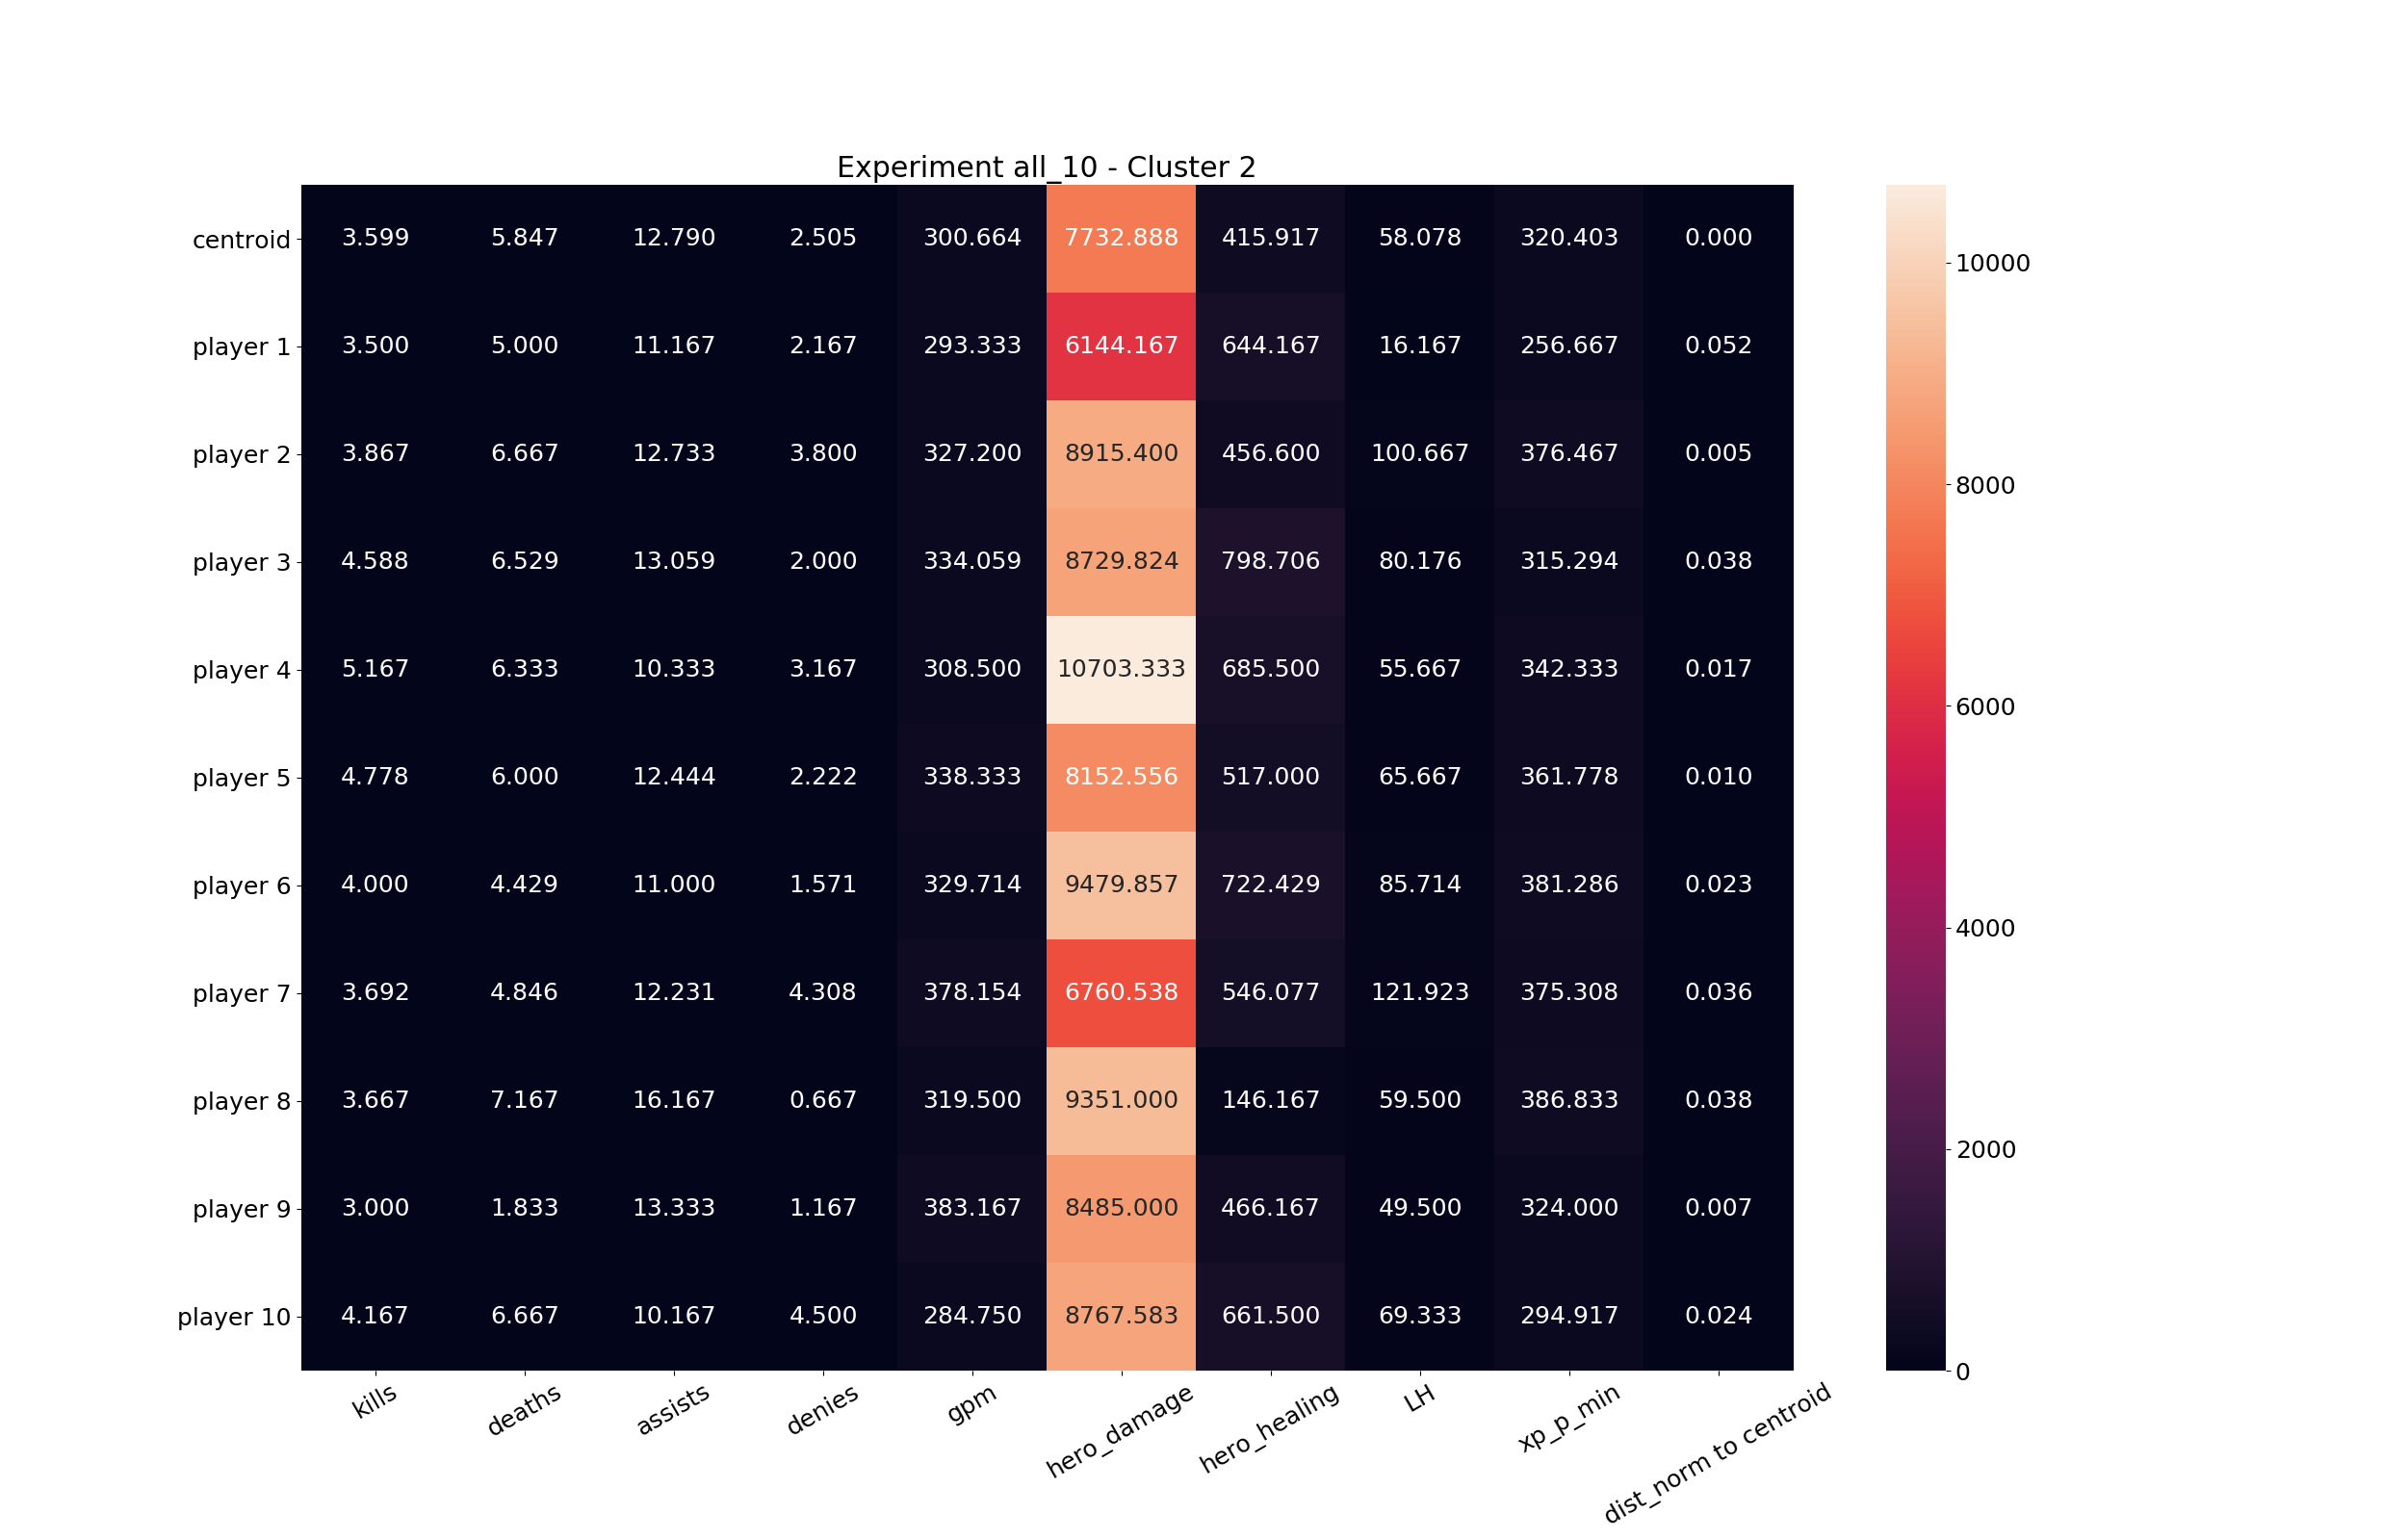 Experiment all_10 - Cluster 2
centroid 3.599 5.847 12.790 2.505 300.664 7732.888 415.917 58.078 320.403 0.000
player 1 3.500 5.000 11.167 2.167 293.333 6144.167 644.167 16.167 256.667 0.052
player 2 3.867 6.667 12.733 3.800 327.200 8915.400 456.600 100.667 376.467 0.005
player 3 4.588 6.529 13.059 2.000 334.059 8729.824 798.706 80.176 315.294 0.038
player 4 5.167 6.333 10.333 3.167 308.500 10703.333 685.500 55.667 342.333 0.017
player 5 4.778 6.000 12.444 2.222 338.333 8152.556 517.000 65.667 361.778 0.010
player 6 4.000 4.429 11.000 1.571 329.714 9479.857 722.429 85.714 381.286 0.023
player 7 3.692 4.846 12.231 4.308 378.154 6760.538 546.077 121.923 375.308 0.036
player 8 3.667 7.167 16.167 0.667 319.500 9351.000 146.167 59.500 386.833 0.038
player 9 3.000 1.833 13.333 1.167 383.167 8485.000 466.167 49.500 324.000 0.007
player 10 4.167 6.667 10.167 4.500 284.750 8767.583 661.500 69.333 294.917 0.024
kills deaths assists denies gpm hero_damage hero_healing LH xp_p_min dist_norm to centroid
10000
8000
6000
4000
2000
0